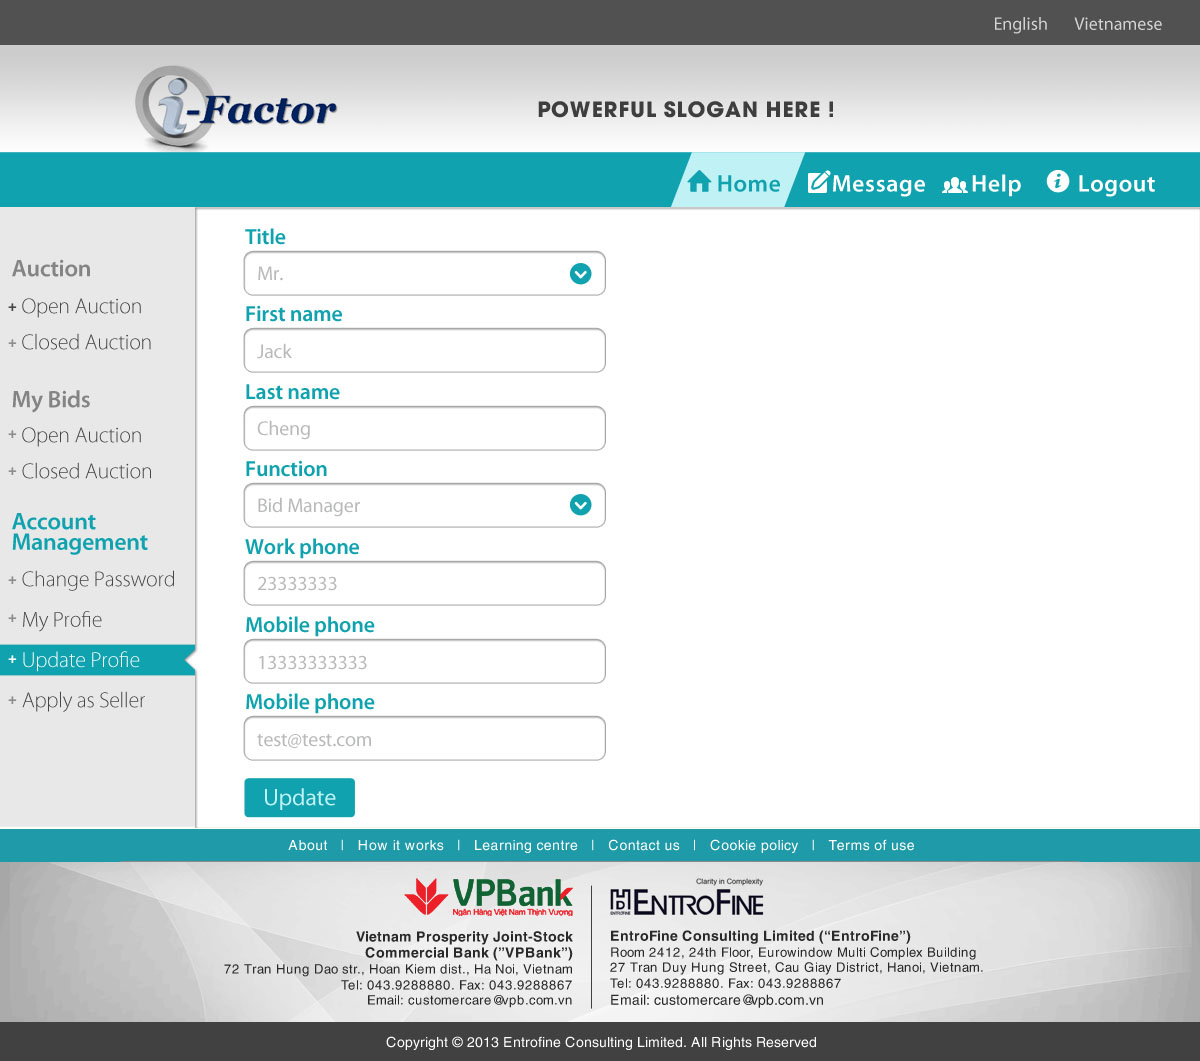 English Vietnamese
i-Factor
POWERFUL SLOGAN HERE !
Home Message Help Logout
Auction
+ Open Auction
+ Closed Auction
My Bids
+ Open Auction
+ Closed Auction
Account
Management
+ Change Password
+ My Profie
+ Update Profie
+ Apply as Seller
Title
Mr.
First name
Jack
Last name
Cheng
Function
Bid Manager
Work phone
23333333
Mobile phone
13333333333
Mobile phone
test@test.com
Update
About | How it works | Learning centre | Contact us | Cookie policy | Terms of use
VPBank
Ngân Hàng Việt Nam Thịnh Vượng
Vietnam Prosperity Joint-Stock
Commercial Bank (”VPBank”)
72 Tran Hung Dao str., Hoan Kiem dist., Ha Noi, Vietnam
Tel: 043.9288880. Fax: 043.9288867
Email: customercare@vpb.com.vn
Clarity in Complexity
ENTROFINE
EntroFine Consulting Limited (“EntroFine”)
Room 2412, 24th Floor, Eurowindow Multi Complex Building
27 Tran Duy Hung Street, Cau Giay District, Hanoi, Vietnam.
Tel: 043.9288880. Fax: 043.9288867
Email: customercare@vpb.com.vn
Copyright © 2013 Entrofine Consulting Limited. All Rights Reserved